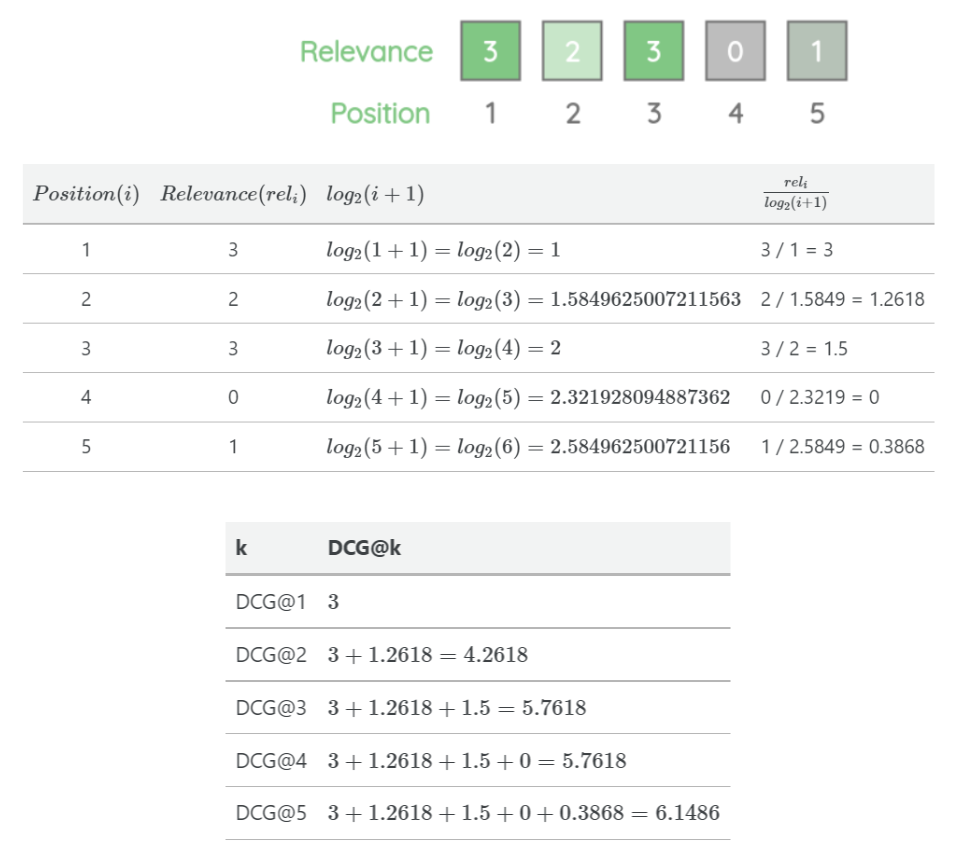 Relevance 3 2 3 0 1
Position 1 2 3 4 5
Position(i) Relevance(rel_i) log_2(i + 1) rel_i / log_2(i+1)
1 3 log_2(1 + 1) = log_2(2) = 1 3 / 1 = 3
2 2 log_2(2 + 1) = log_2(3) = 1.5849625007211563 2 / 1.5849 = 1.2618
3 3 log_2(3 + 1) = log_2(4) = 2 3 / 2 = 1.5
4 0 log_2(4 + 1) = log_2(5) = 2.321928094887362 0 / 2.3219 = 0
5 1 log_2(5 + 1) = log_2(6) = 2.584962500721156 1 / 2.5849 = 0.3868
k DCG@k
DCG@1 3
DCG@2 3 + 1.2618 = 4.2618
DCG@3 3 + 1.2618 + 1.5 = 5.7618
DCG@4 3 + 1.2618 + 1.5 + 0 = 5.7618
DCG@5 3 + 1.2618 + 1.5 + 0 + 0.3868 = 6.1486